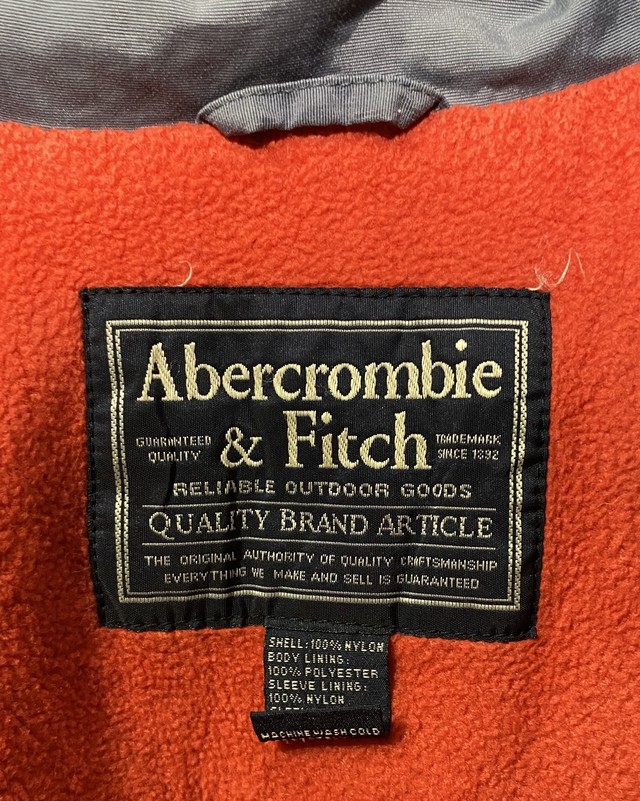 Abercrombie
GUARANTEED QUALITY & Fitch TRADEMARK SINCE 1892
RELIABLE OUTDOOR GOODS
QUALITY BRAND ARTICLE
THE ORIGINAL AUTHORITY OF QUALITY CRAFTSMANSHIP
EVERYTHING WE MAKE AND SELL IS GUARANTEED
SHELL: 100% NYLON
BODY LINING:
100% POLYESTER
SLEEVE LINING:
100% NYLON
MACHINE WASH COLD